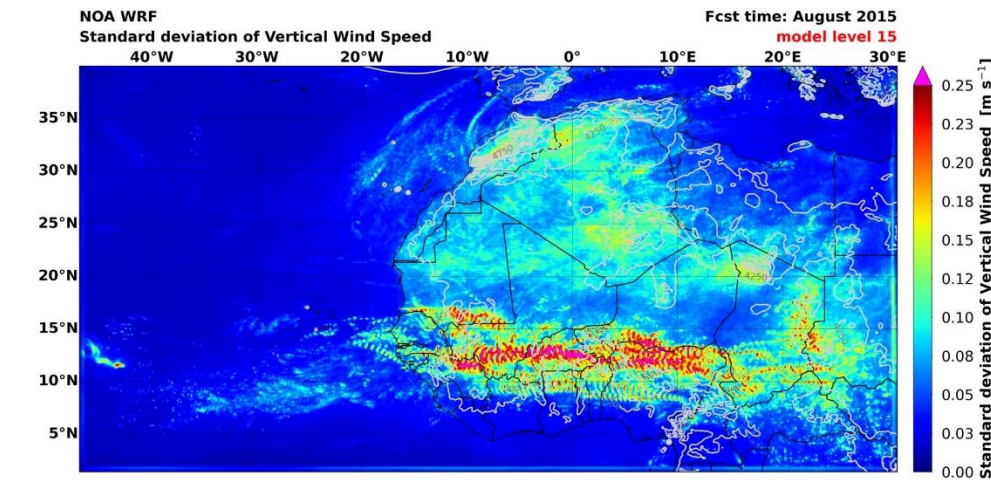 NOA WRF
Fcst time: August 2015
Standard deviation of Vertical Wind Speed
model level 15
40°W 30°W 20°W 10°W 0° 10°E 20°E 30°E
35°N
30°N
25°N
20°N
15°N
10°N
5°N
4750
4250
4250
0.25
0.23
0.20
0.18
0.15
0.12
0.10
0.08
0.05
0.03
0.00
Standard deviation of Vertical Wind Speed [m s⁻¹]